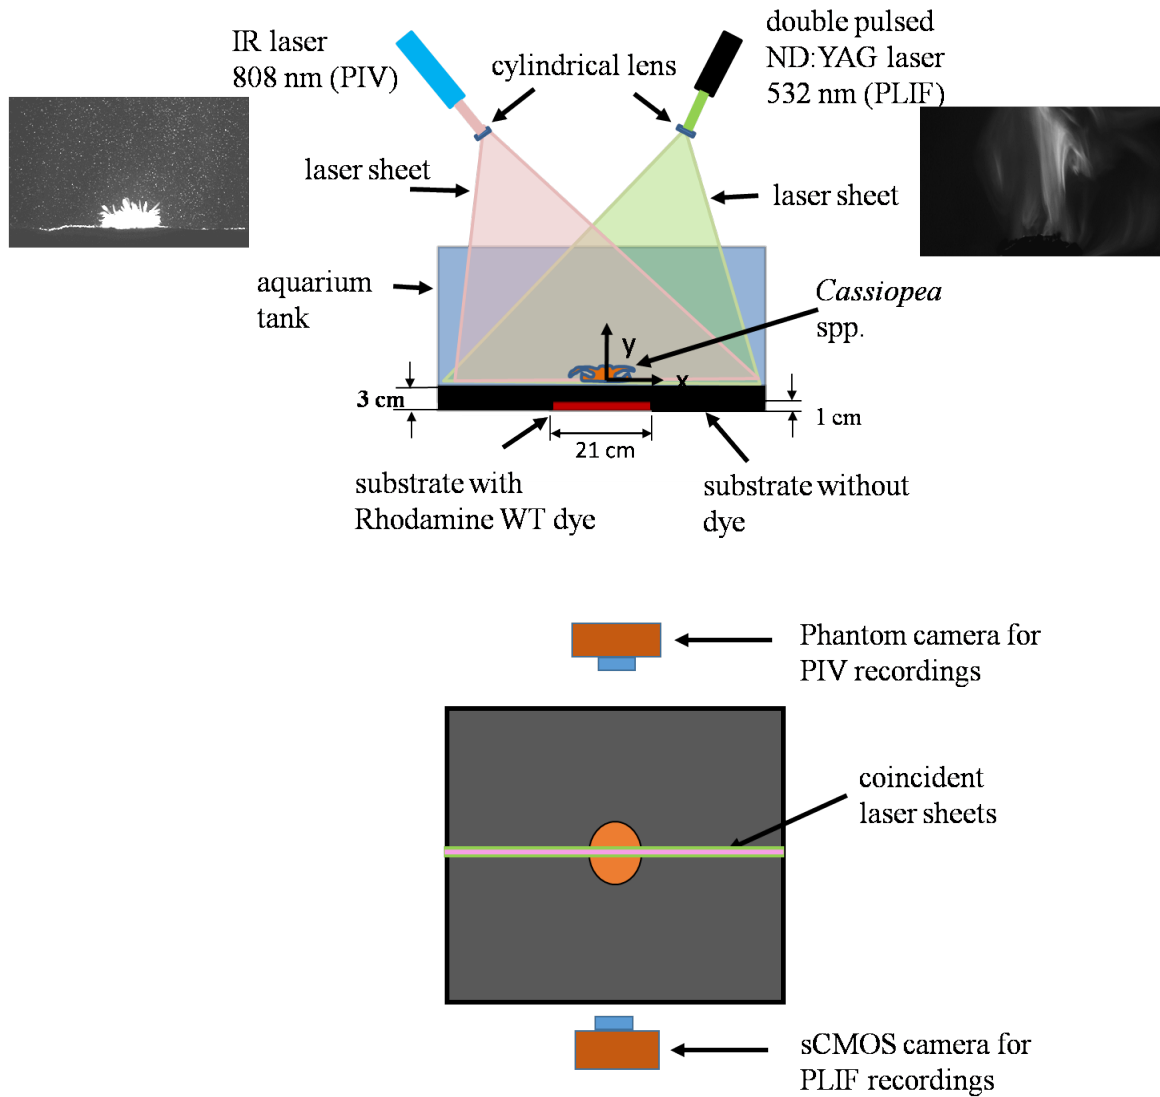 IR laser
808 nm (PIV)
cylindrical lens
double pulsed
ND:YAG laser
532 nm (PLIF)
laser sheet
laser sheet
aquarium
tank
Cassiopea
spp.
y
x
3 cm
1 cm
21 cm
substrate with
Rhodamine WT dye
substrate without
dye
Phantom camera for
PIV recordings
coincident
laser sheets
sCMOS camera for
PLIF recordings